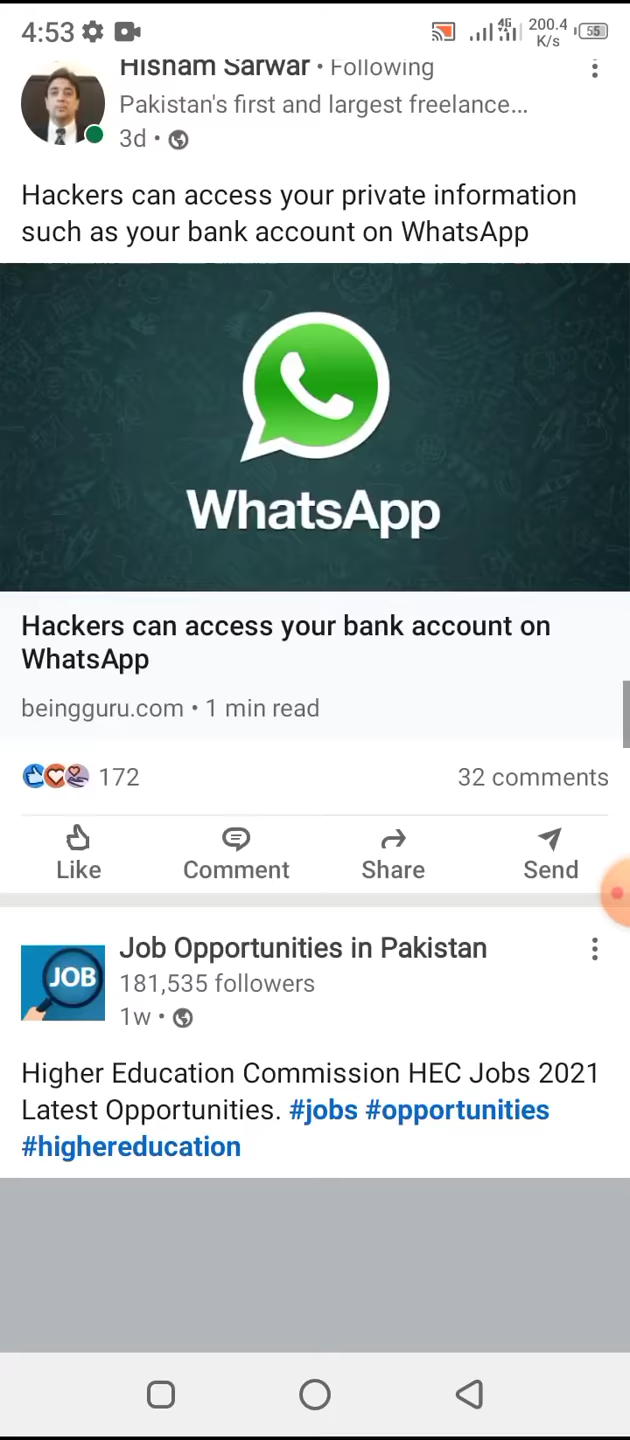 4:53
4G
200.4
K/s
55
Hisham Sarwar • Following
Pakistan's first and largest freelance...
3d •
Hackers can access your private information
such as your bank account on WhatsApp
WhatsApp
Hackers can access your bank account on
WhatsApp
beingguru.com • 1 min read
172
32 comments
Like
Comment
Share
Send
JOB
Job Opportunities in Pakistan
181,535 followers
1w •
Higher Education Commission HEC Jobs 2021
Latest Opportunities. #jobs #opportunities
#highereducation